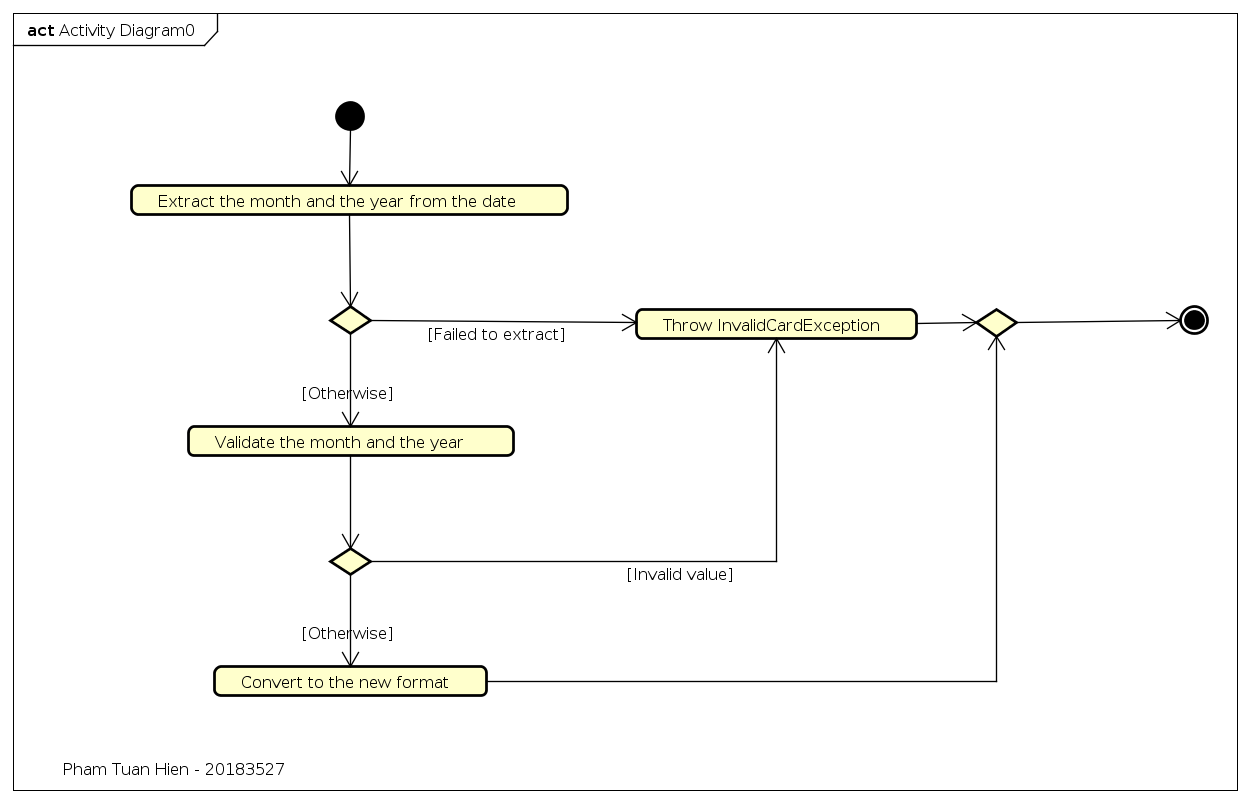 act Activity Diagram0
Extract the month and the year from the date
[Failed to extract]
Throw InvalidCardException
[Otherwise]
Validate the month and the year
[Invalid value]
[Otherwise]
Convert to the new format
Pham Tuan Hien - 20183527